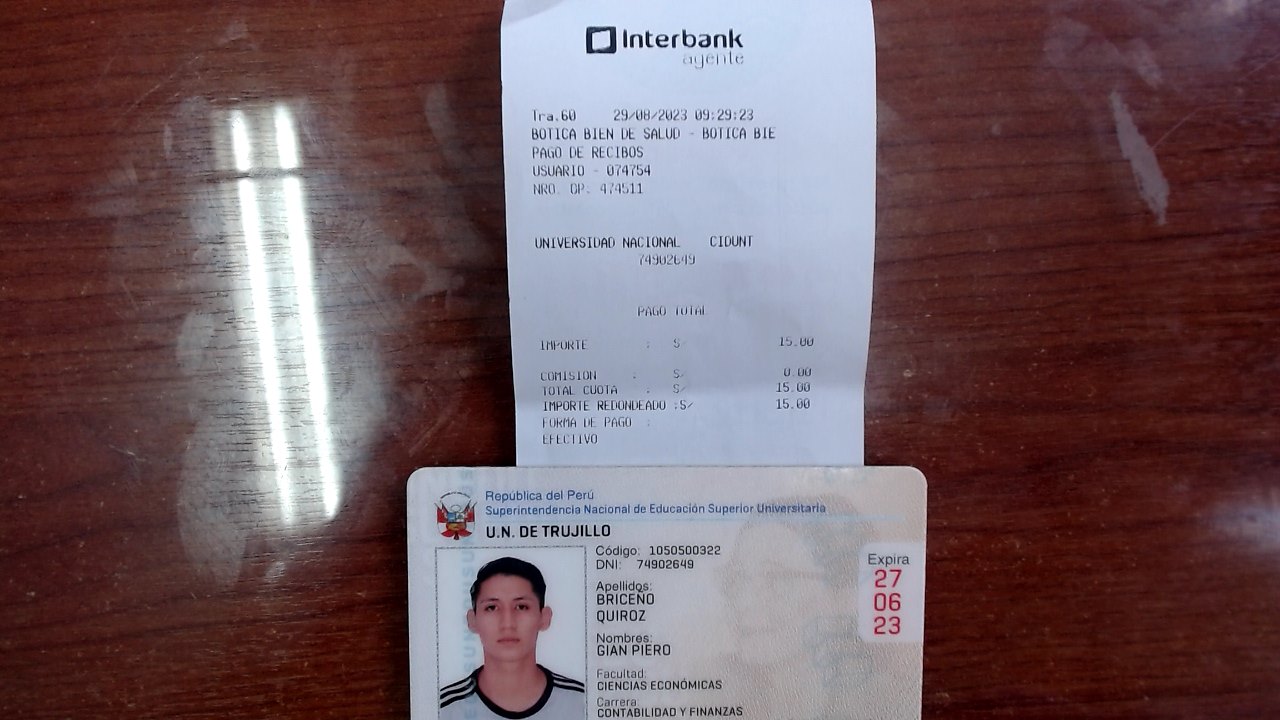 Interbank
agente
Tra.60 29/08/2023 09:29:23
BOTICA BIEN DE SALUD - BOTICA BIE
PAGO DE RECIBOS
USUARIO - 074754
NRO. OP: 474511
UNIVERSIDAD NACIONAL CIDUNT
74902649
PAGO TOTAL
IMPORTE : S/ 15.00
COMISION : S/ 0.00
TOTAL CUOTA : S/ 15.00
IMPORTE REDONDEADO :S/ 15.00
FORMA DE PAGO :
EFECTIVO
República del Perú
Superintendencia Nacional de Educación Superior Universitaria
U.N. DE TRUJILLO
Código: 1050500322
DNI: 74902649
Apellidos:
BRICEÑO
QUIROZ
Nombres:
GIAN PIERO
Facultad:
CIENCIAS ECONÓMICAS
Carrera
CONTABILIDAD Y FINANZAS
Expira
27
06
23